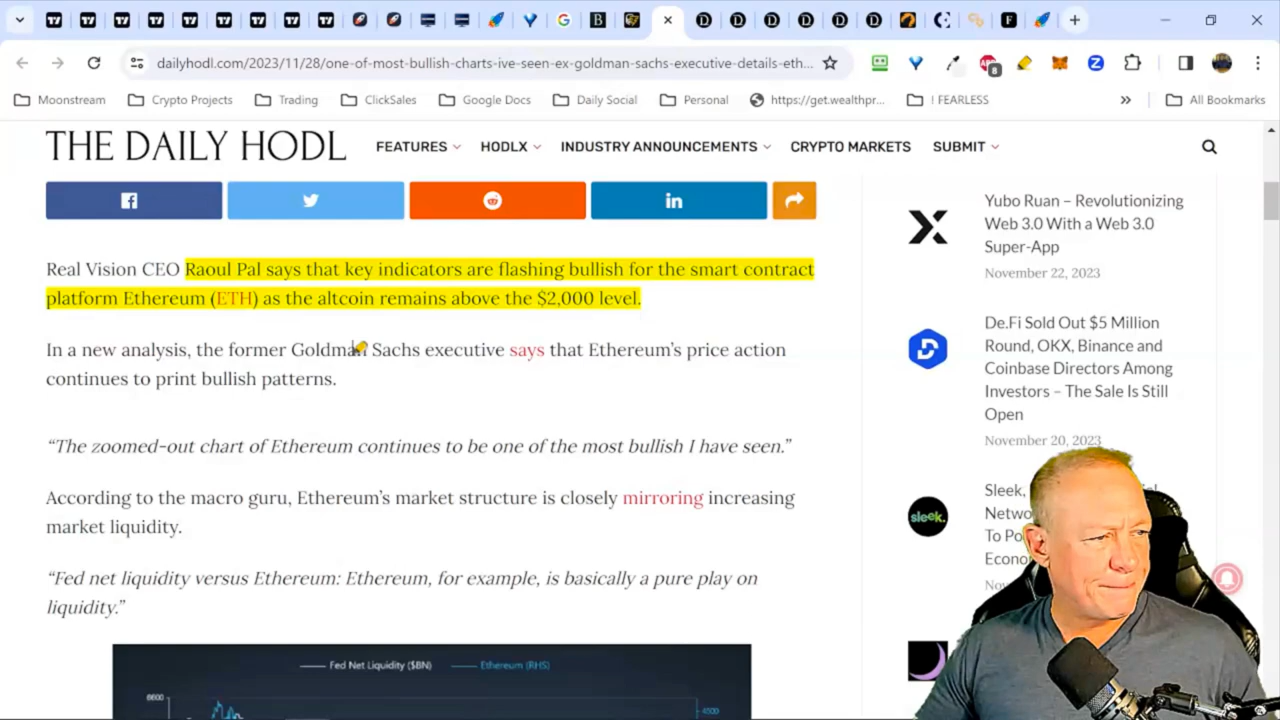 8
dailyhodl.com/2023/11/28/one-of-most-bullish-charts-ive-seen-ex-goldman-sachs-executive-details-eth...
Moonstream Crypto Projects Trading ClickSales Google Docs Daily Social Personal https://get.wealthpr... ! FEARLESS » All Bookmarks
THE DAILY HODL FEATURES HODLX INDUSTRY ANNOUNCEMENTS CRYPTO MARKETS SUBMIT
Real Vision CEO Raoul Pal says that key indicators are flashing bullish for the smart contract
platform Ethereum (ETH) as the altcoin remains above the $2,000 level.
In a new analysis, the former Goldman Sachs executive says that Ethereum’s price action
continues to print bullish patterns.
“The zoomed-out chart of Ethereum continues to be one of the most bullish I have seen.”
According to the macro guru, Ethereum’s market structure is closely mirroring increasing
market liquidity.
“Fed net liquidity versus Ethereum: Ethereum, for example, is basically a pure play on
liquidity.”
Fed Net Liquidity ($BN) Ethereum (RHS)
6600
4500
Yubo Ruan – Revolutionizing
Web 3.0 With a Web 3.0
Super-App
November 22, 2023
De.Fi Sold Out $5 Million
Round, OKX, Binance and
Coinbase Directors Among
Investors – The Sale Is Still
Open
November 20, 2023
sleek.
Sleek,
Netwo
To Po
Econo
Nov